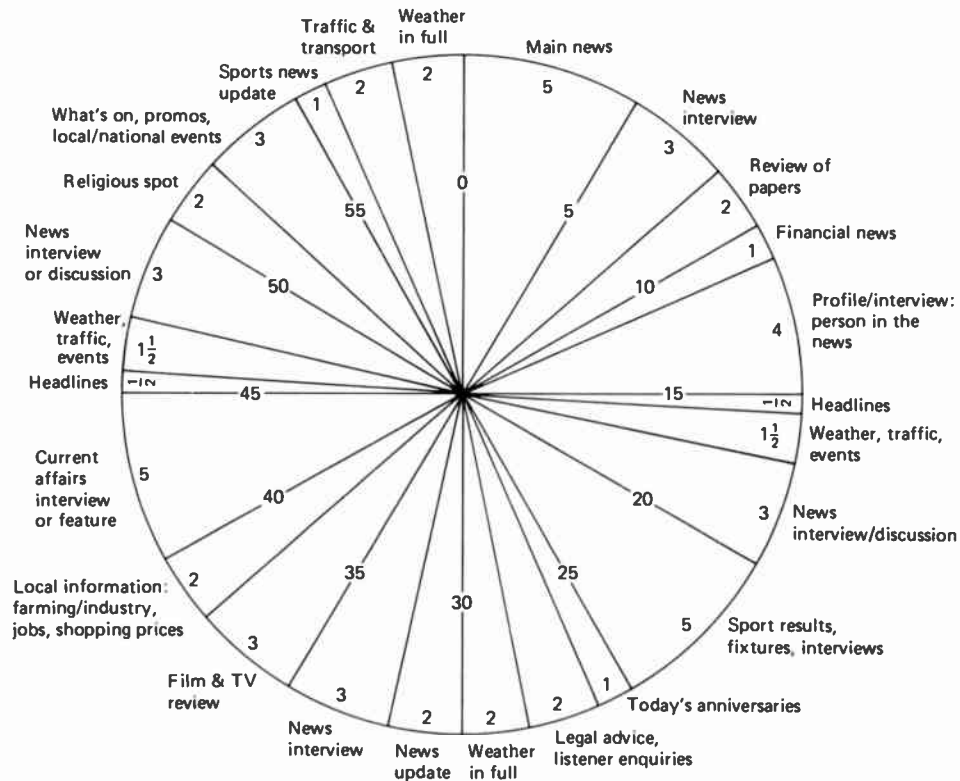 Main news
5
News
interview
3
Review of
papers
2
Financial news
1
Profile/interview:
person in the
news
4
Headlines
1/2
Weather, traffic,
events
1 1/2
News
interview/discussion
3
Sport results,
fixtures, interviews
5
Today's anniversaries
1
Legal advice,
listener enquiries
2
Weather
in full
2
News
update
2
News
interview
3
Film & TV
review
3
Local information:
farming/industry,
jobs, shopping prices
2
Current
affairs
interview
or feature
5
Headlines
1/2
Weather,
traffic,
events
1 1/2
News
interview
or discussion
3
Religious spot
2
What's on, promos,
local/national events
3
Sports news
update
1
Traffic &
transport
2
Weather
in full
2
0
5
10
15
20
25
30
35
40
45
50
55